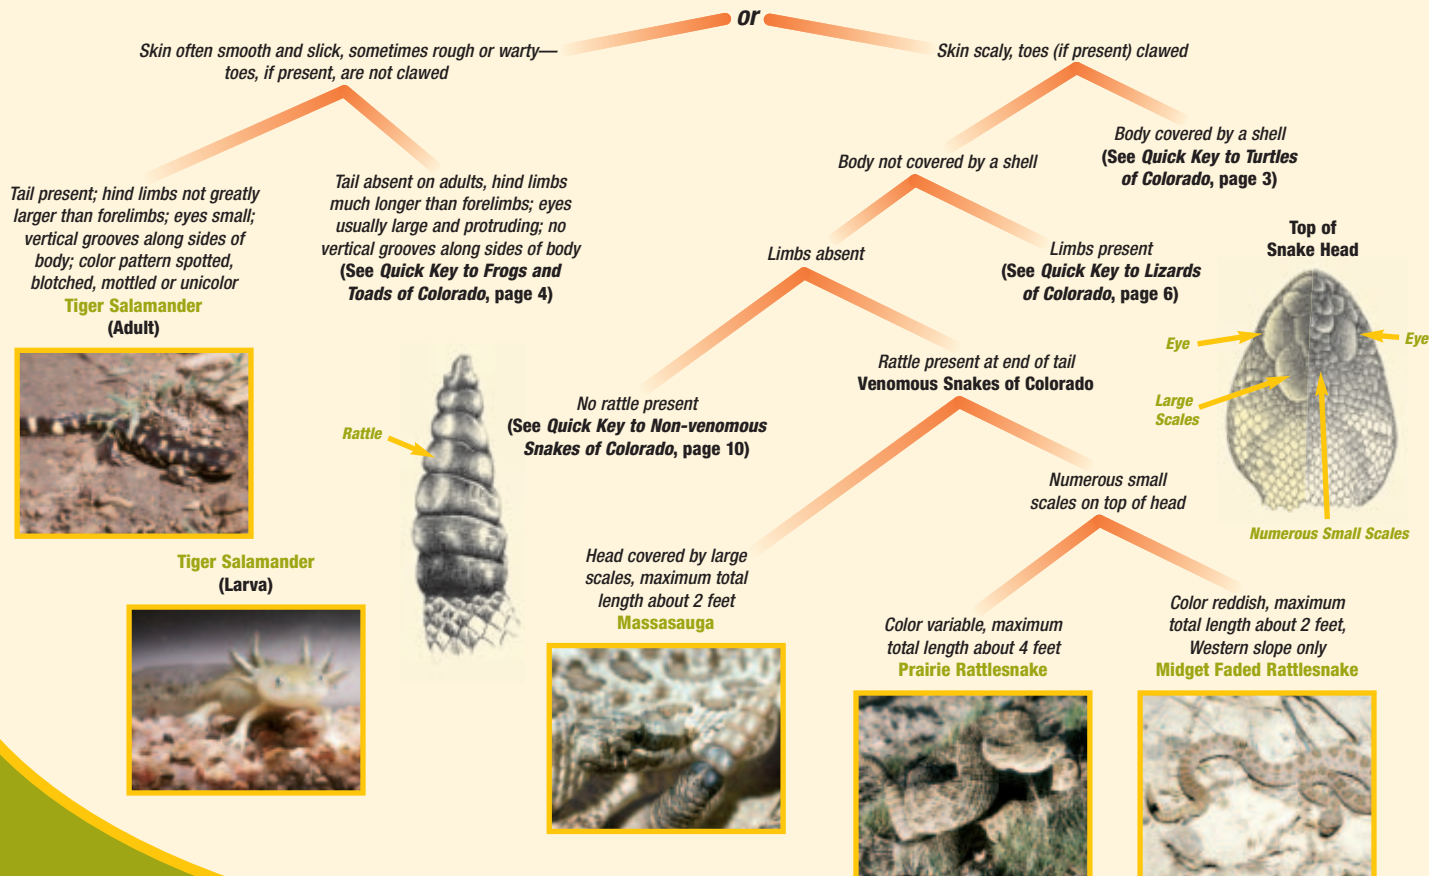 or
Skin often smooth and slick, sometimes rough or warty—
toes, if present, are not clawed
Skin scaly, toes (if present) clawed
Body covered by a shell
(See Quick Key to Turtles
of Colorado, page 3)
Body not covered by a shell
Tail present; hind limbs not greatly
larger than forelimbs; eyes small;
vertical grooves along sides of
body; color pattern spotted,
blotched, mottled or unicolor
Tiger Salamander
(Adult)
Tail absent on adults, hind limbs
much longer than forelimbs; eyes
usually large and protruding; no
vertical grooves along sides of body
(See Quick Key to Frogs and
Toads of Colorado, page 4)
Limbs absent
Limbs present
(See Quick Key to Lizards
of Colorado, page 6)
Top of
Snake Head
Eye
Eye
Large
Scales
Numerous Small Scales
Rattle present at end of tail
Venomous Snakes of Colorado
No rattle present
(See Quick Key to Non-venomous
Snakes of Colorado, page 10)
Rattle
Numerous small
scales on top of head
Tiger Salamander
(Larva)
Head covered by large
scales, maximum total
length about 2 feet
Massasauga
Color variable, maximum
total length about 4 feet
Prairie Rattlesnake
Color reddish, maximum
total length about 2 feet,
Western slope only
Midget Faded Rattlesnake